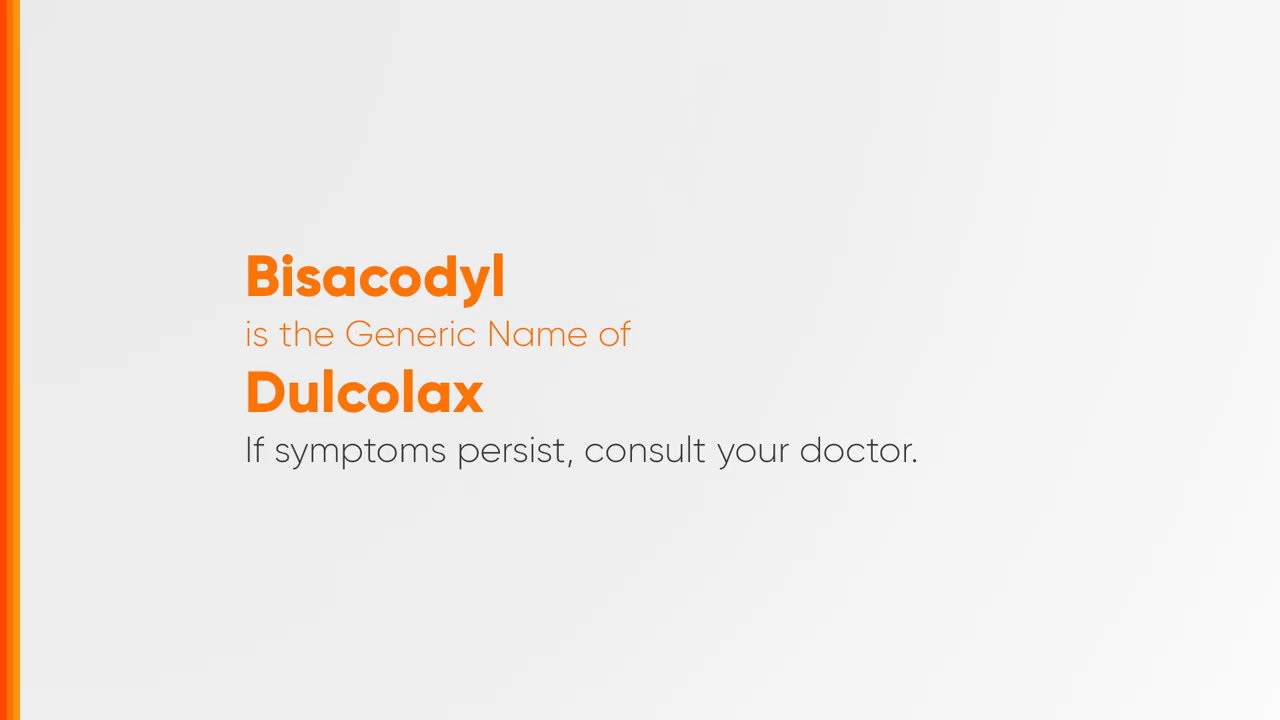 Bisacodyl
is the Generic Name of
Dulcolax
If symptoms persist, consult your doctor.